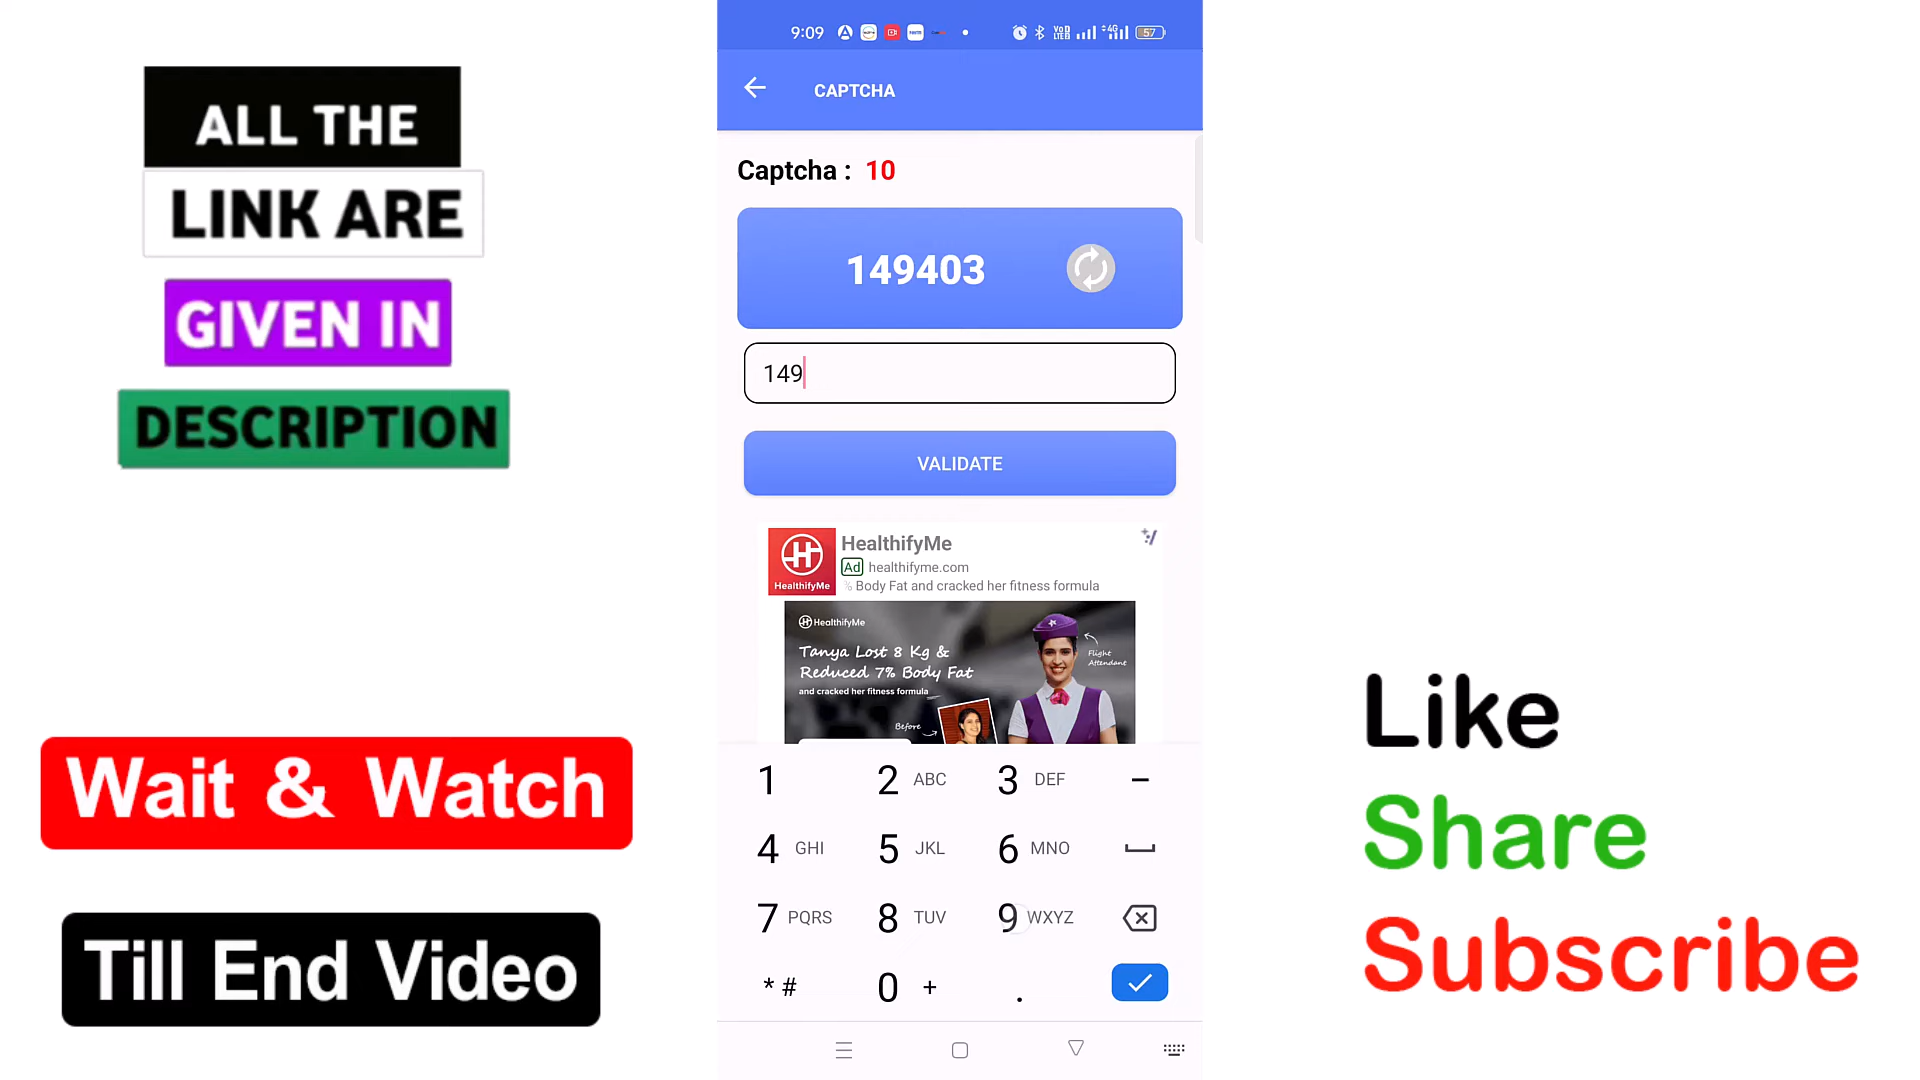 ALL THE
LINK ARE
GIVEN IN
DESCRIPTION
Wait & Watch
Till End Video
9:09
57
CAPTCHA
Captcha : 10
149403
149
VALIDATE
HealthifyMe
Ad healthifyme.com
% Body Fat and cracked her fitness formula
HealthifyMe
HealthifyMe
Tanya Lost 8 Kg &
Reduced 7% Body Fat
and cracked her fitness formula
Flight
Attendant
Before
1 2 ABC 3 DEF –
4 GHI 5 JKL 6 MNO
7 PQRS 8 TUV 9 WXYZ
* # 0 + .
Like
Share
Subscribe